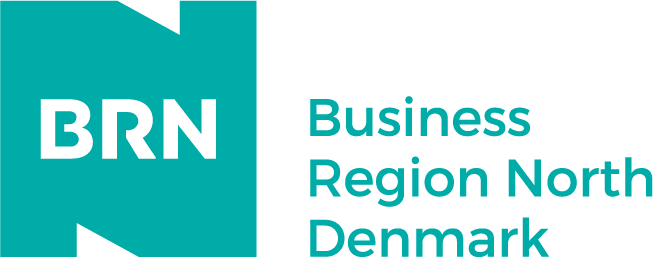 BRN
Business
Region North
Denmark